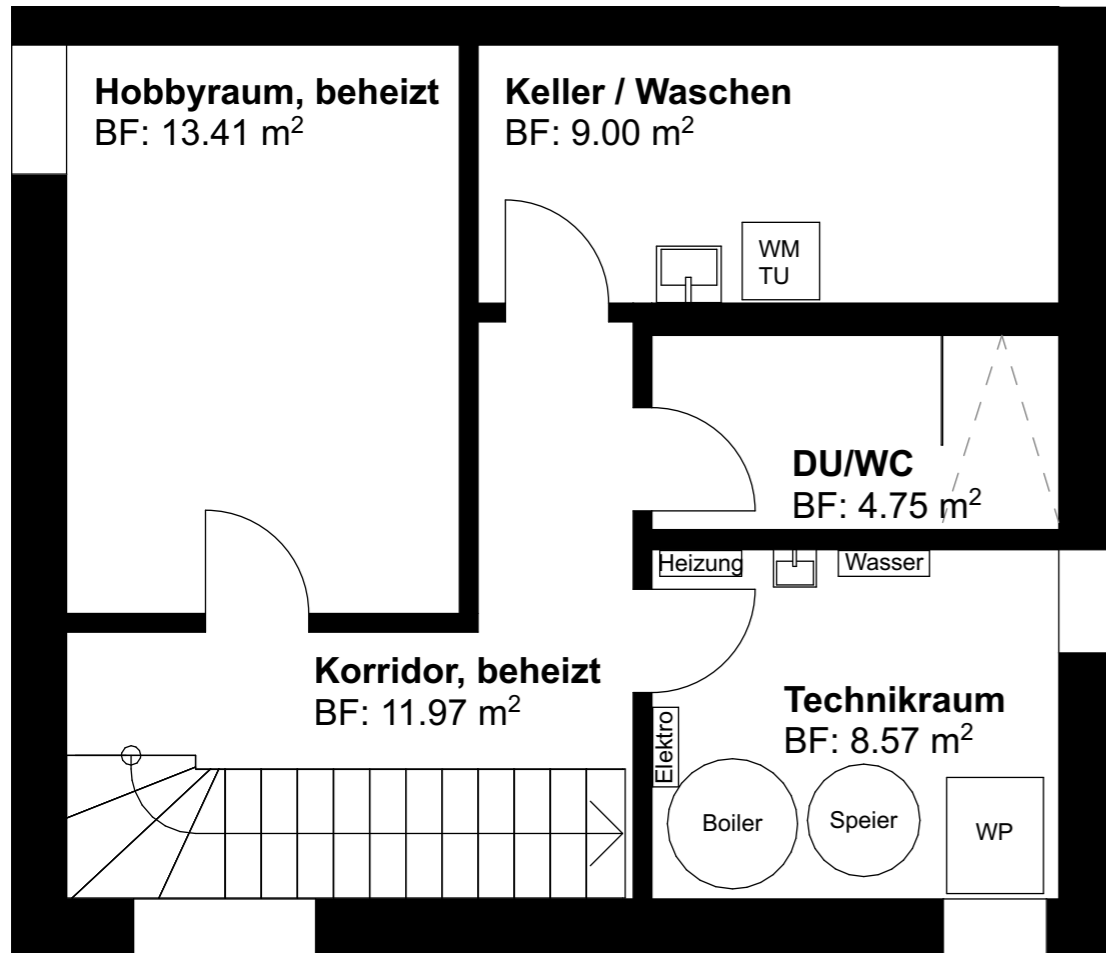 Hobbyraum, beheizt
BF: 13.41 m²
Keller / Waschen
BF: 9.00 m²
WM
TU
DU/WC
BF: 4.75 m²
Heizung
Wasser
Korridor, beheizt
BF: 11.97 m²
Technikraum
BF: 8.57 m²
Elektro
Boiler
Speier
WP